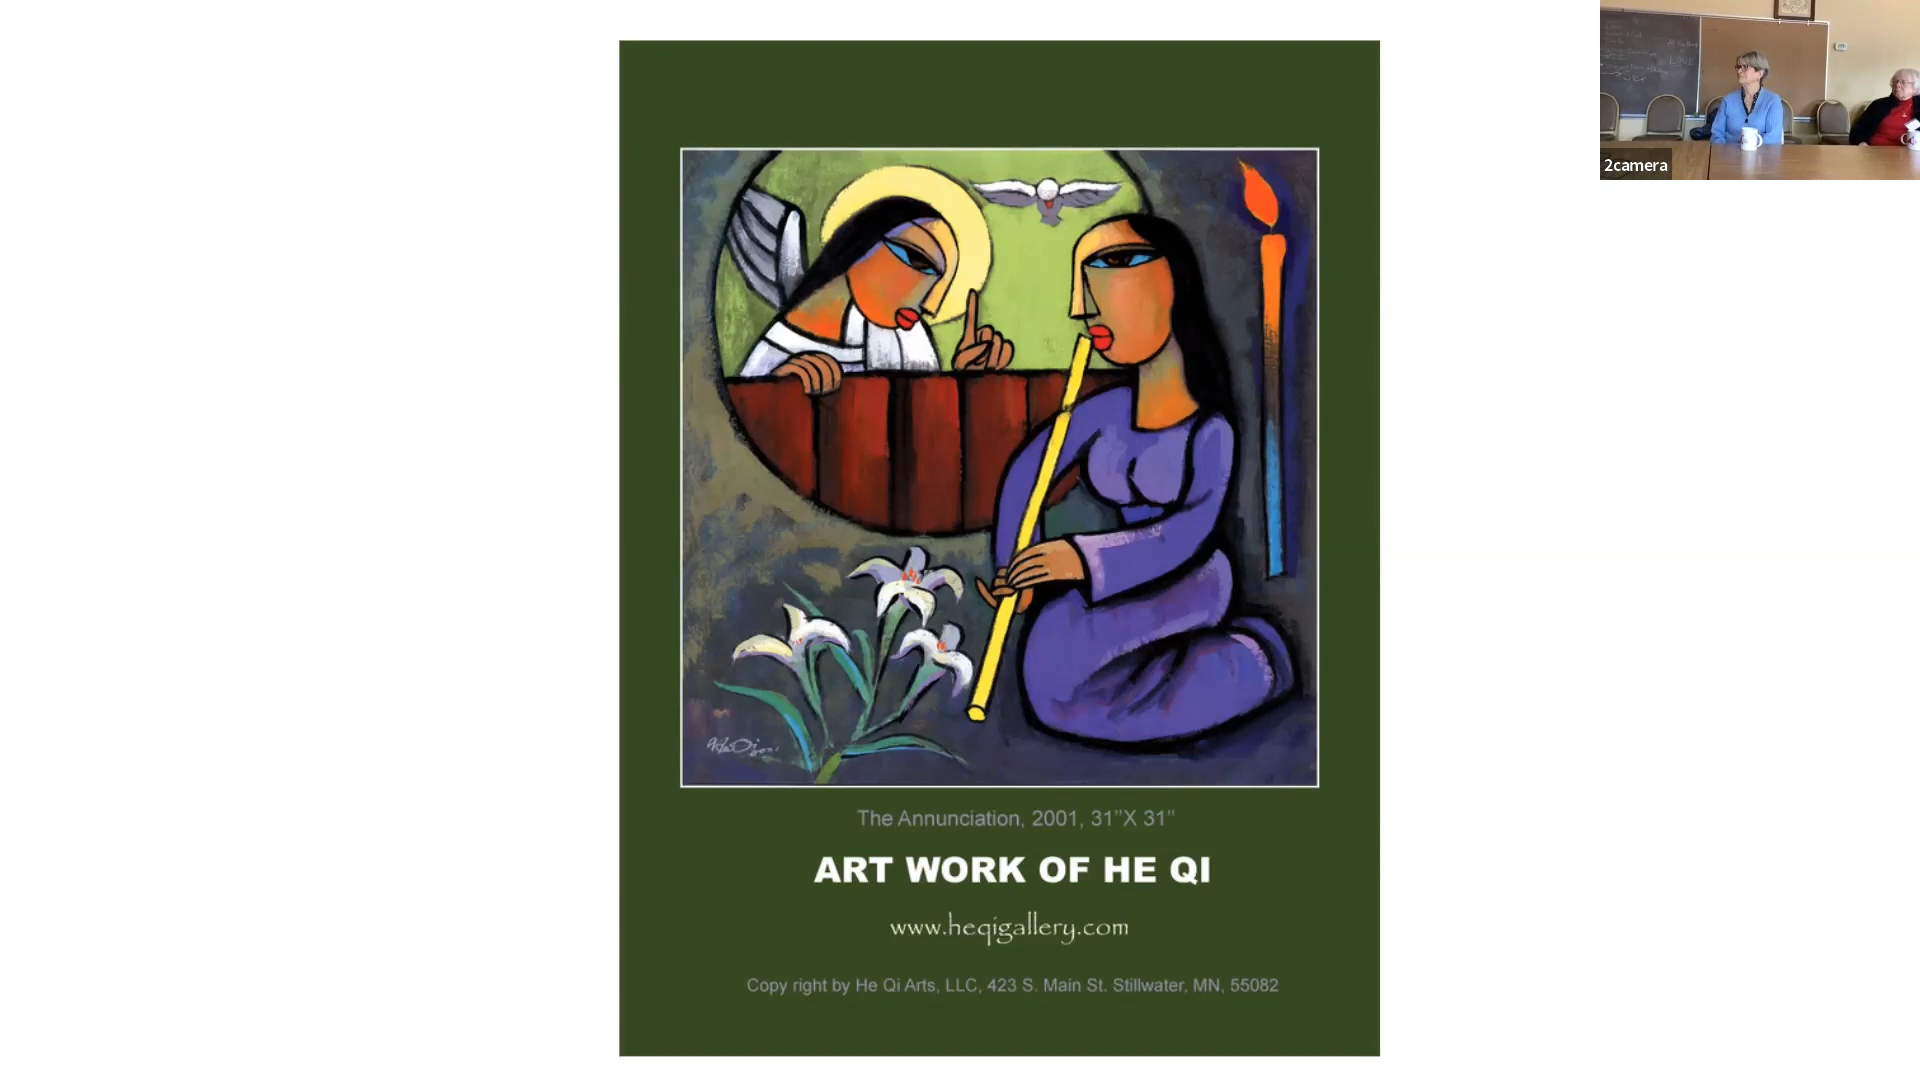 The Annunciation, 2001, 31"X 31"
ART WORK OF HE QI
www.heqigallery.com
Copy right by He Qi Arts, LLC, 423 S. Main St. Stillwater, MN, 55082
2camera